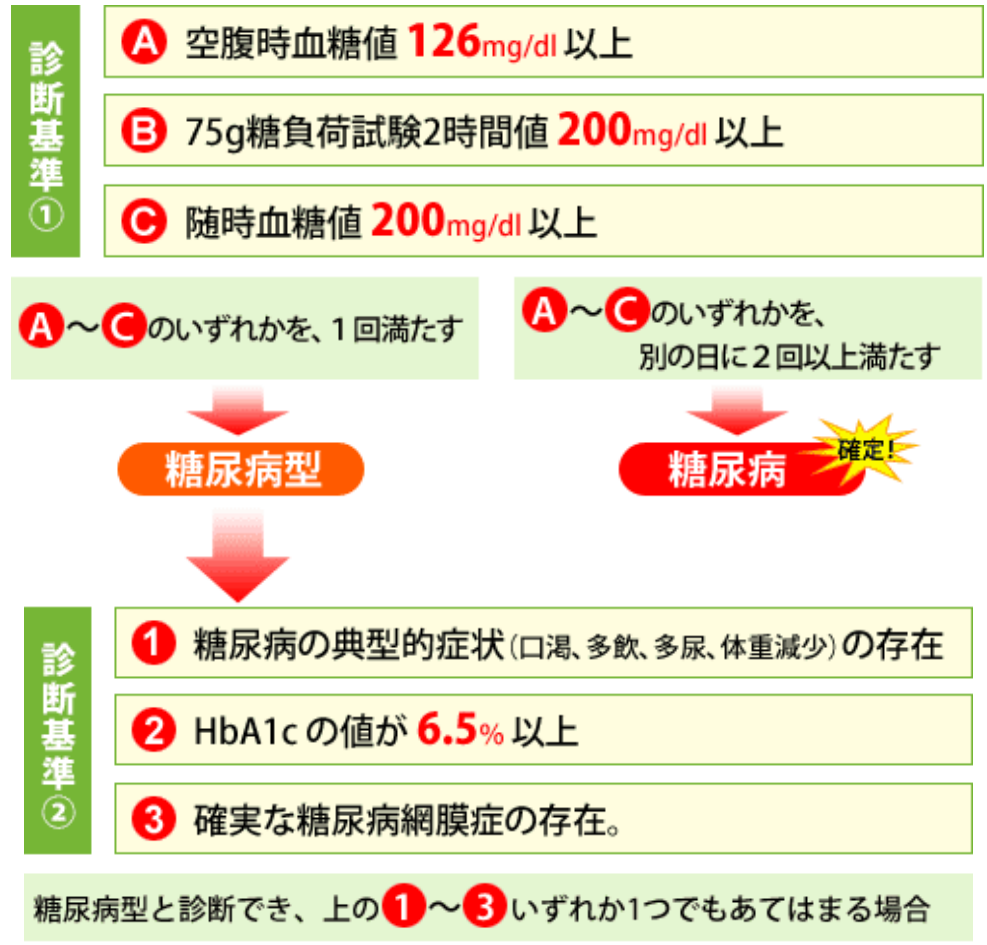 診断基準①
A 空腹時血糖値 126mg/dl 以上
B 75g糖負荷試験2時間値 200mg/dl 以上
C 随時血糖値 200mg/dl 以上
A～Cのいずれかを、1回満たす
A～Cのいずれかを、
別の日に2回以上満たす
糖尿病型
糖尿病
確定!
診断基準②
1 糖尿病の典型的症状(口渇、多飲、多尿、体重減少)の存在
2 HbA1c の値が 6.5% 以上
3 確実な糖尿病網膜症の存在。
糖尿病型と診断でき、上の1～3いずれか1つでもあてはまる場合